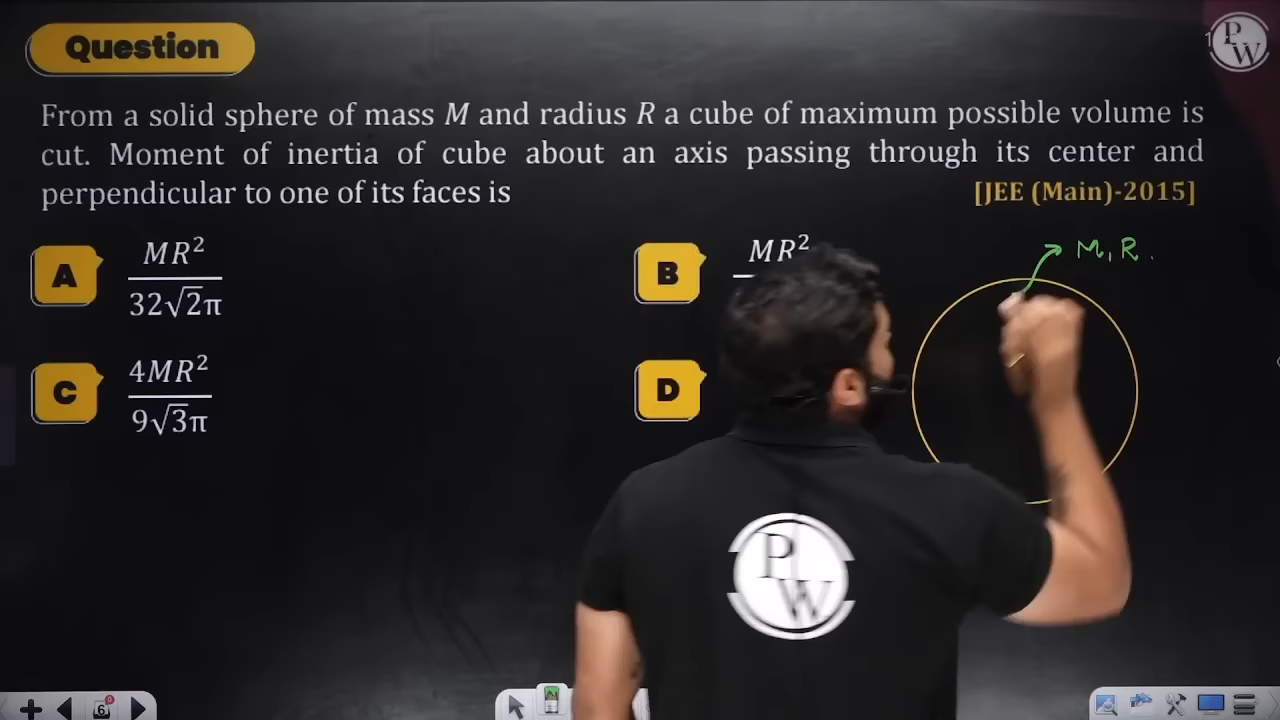 Question
From a solid sphere of mass M and radius R a cube of maximum possible volume is
cut. Moment of inertia of cube about an axis passing through its center and
perpendicular to one of its faces is
[JEE (Main)-2015]
A
MR²
32√2π
B
MR²
C
4MR²
9√3π
D
M, R.
PW
PW
6